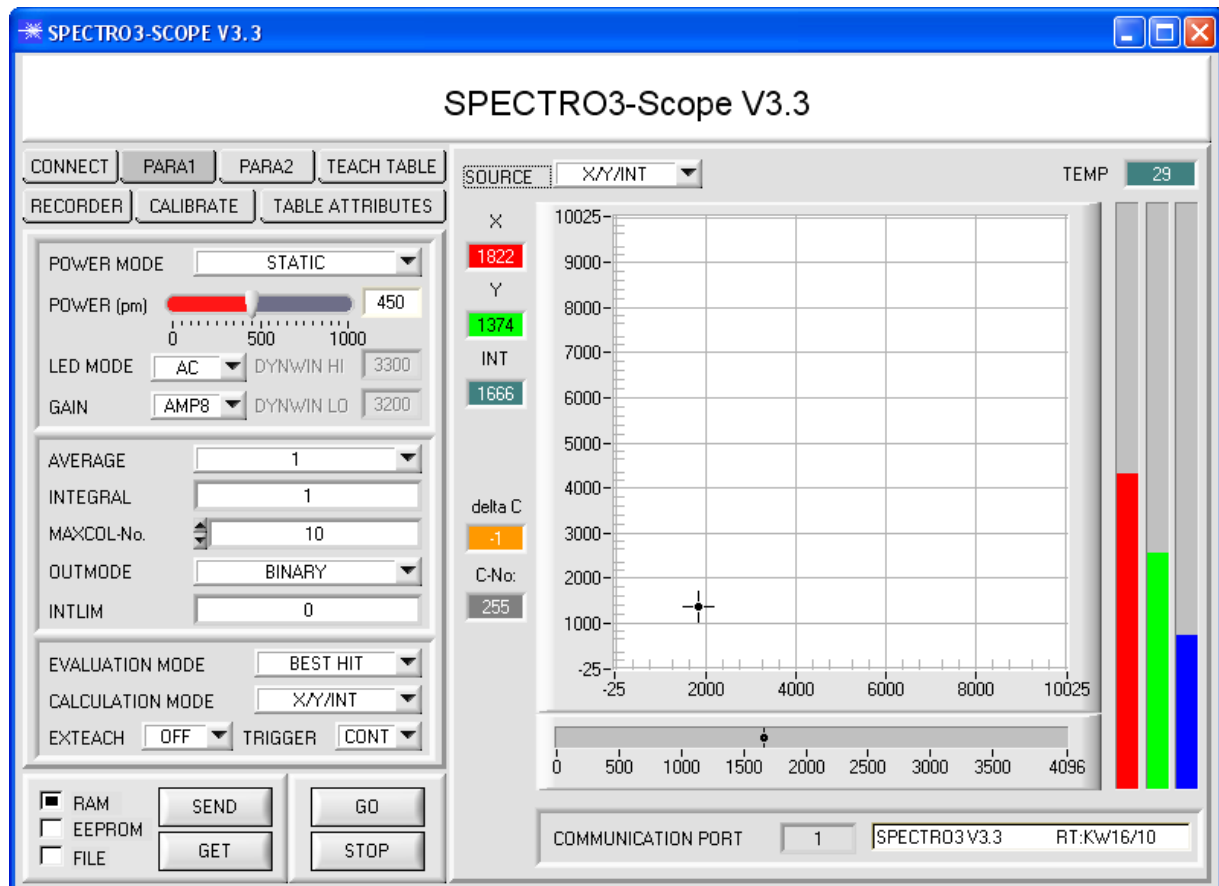 SPECTRO3-SCOPE V3.3
SPECTRO3-Scope V3.3
CONNECT PARA1 PARA2 TEACH TABLE
RECORDER CALIBRATE TABLE ATTRIBUTES
POWER MODE STATIC
POWER (pm) 450
0 500 1000
LED MODE AC DYNWIN HI 3300
GAIN AMP8 DYNWIN LO 3200
AVERAGE 1
INTEGRAL 1
MAXCOL-No. 10
OUTMODE BINARY
INTLIM 0
EVALUATION MODE BEST HIT
CALCULATION MODE X/Y/INT
EXTEACH OFF TRIGGER CONT
RAM
EEPROM
FILE
SEND GO
GET STOP
SOURCE X/Y/INT TEMP 29
X
1822
Y
1374
INT
1666
delta C
-1
C-No:
255
10025
9000
8000
7000
6000
5000
4000
3000
2000
1000
-25
-25 2000 4000 6000 8000 10025
0 500 1000 1500 2000 2500 3000 3500 4096
COMMUNICATION PORT 1 SPECTRO3 V3.3 RT:KW16/10